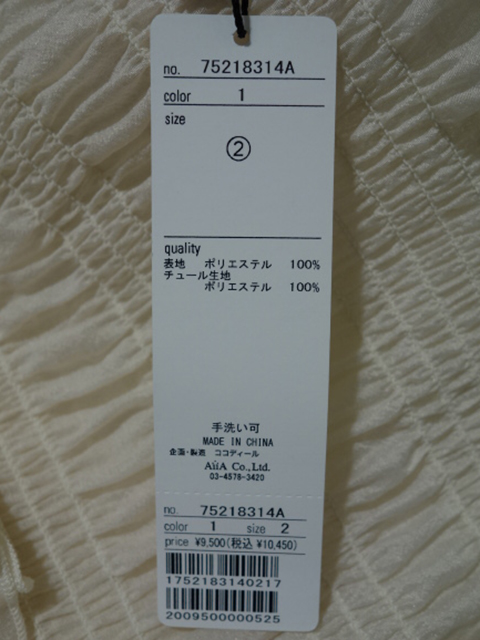 no. 75218314A
color 1
size
②
quality
表地 ポリエステル 100%
チュール生地
ポリエステル 100%
手洗い可
MADE IN CHINA
企画・製造 ココディール
AiiA Co.,Ltd.
03-4578-3420
no. 75218314A
color 1 size 2
price ¥9,500(税込 ¥10,450)
1752183140217
2009500000525